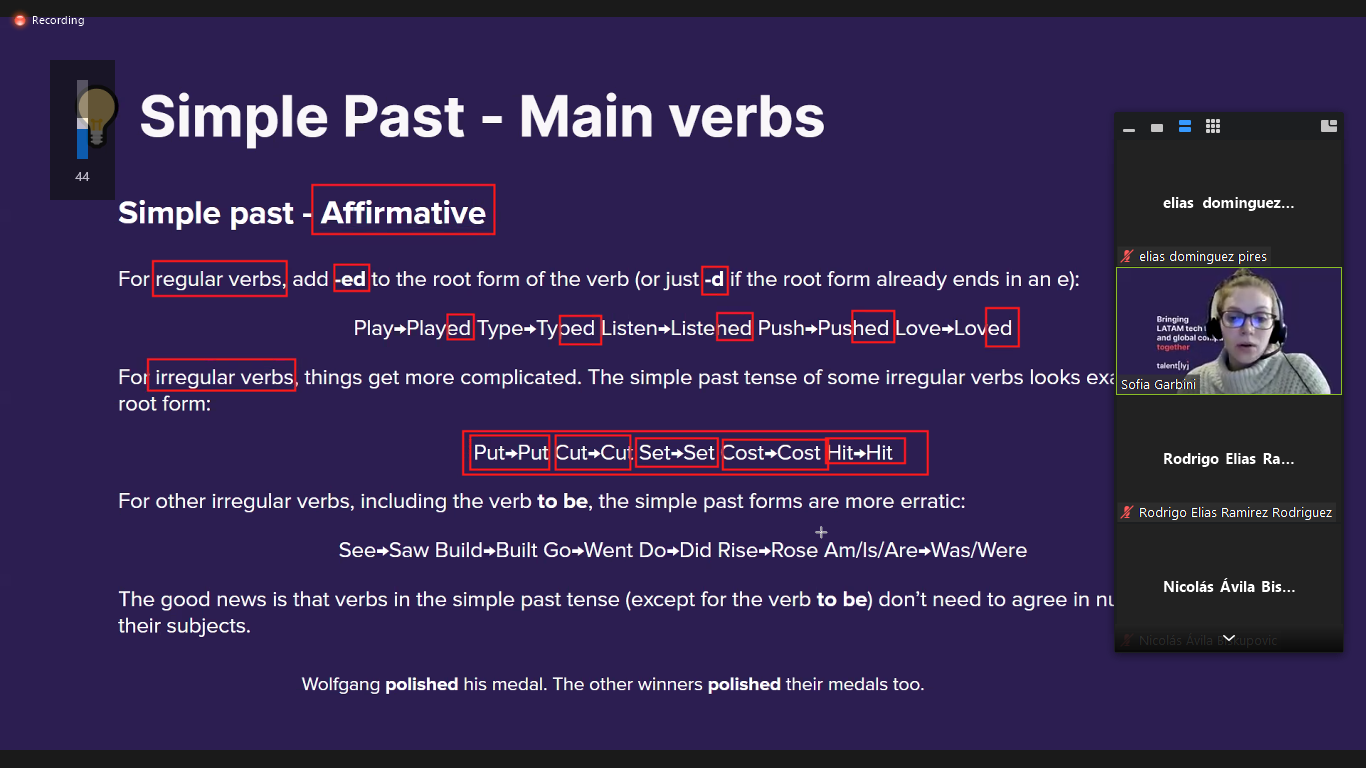 Recording
44
Simple Past - Main verbs
Simple past - Affirmative
For regular verbs, add -ed to the root form of the verb (or just -d if the root form already ends in an e):
Play→Played Type→Typed Listen→Listened Push→Pushed Love→Loved
For irregular verbs, things get more complicated. The simple past tense of some irregular verbs looks exa
root form:
Put→Put Cut→Cut Set→Set Cost→Cost Hit→Hit
For other irregular verbs, including the verb to be, the simple past forms are more erratic:
See→Saw Build→Built Go→Went Do→Did Rise→Rose Am/Is/Are→Was/Were
The good news is that verbs in the simple past tense (except for the verb to be) don't need to agree in nu
their subjects.
Wolfgang polished his medal. The other winners polished their medals too.
elias dominguez...
elias dominguez pires
Bringing
LATAM tech
and global comp
together
talent[ly]
Sofia Garbini
Rodrigo Elias Ra...
Rodrigo Elias Ramirez Rodriguez
Nicolás Ávila Bis...
Nicolás Ávila